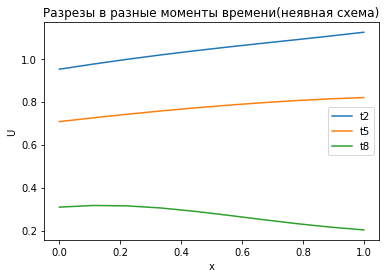 Разрезы в разные моменты времени(неявная схема)
U
1.0
0.8
0.6
0.4
0.2
t2
t5
t8
0.0 0.2 0.4 0.6 0.8 1.0
x